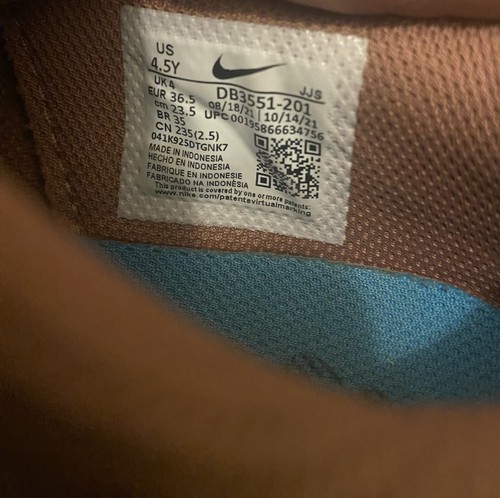 US
4.5Y
UK 4
EUR 36.5
cm 23.5
BR 35
CN 235(2.5)
041K925DTGNK7
JJS
DB3551-201
08/18/21 10/14/21
UPC 00195866634756
MADE IN INDONESIA
HECHO EN INDONESIA
FABRIQUE EN INDONESIE
FABRICADO NA INDONÉSIA
This product is covered by one or more patents:
www.nike.com/patentsvirtualmarking